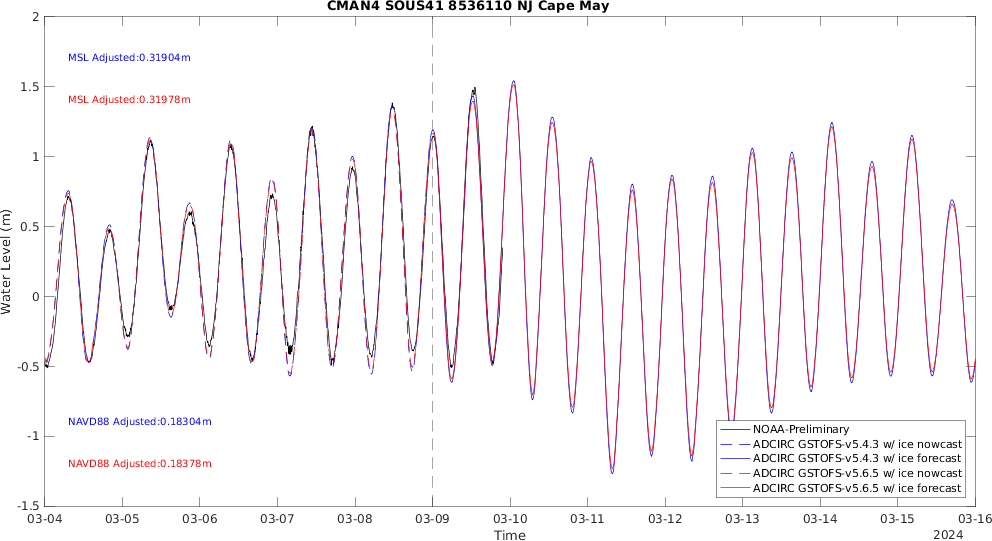 CMAN4 SOUS41 8536110 NJ Cape May
2
1.5
1
0.5
0
-0.5
-1
-1.5
Water Level (m)
MSL Adjusted:0.31904m
MSL Adjusted:0.31978m
NAVD88 Adjusted:0.18304m
NAVD88 Adjusted:0.18378m
NOAA-Preliminary
ADCIRC GSTOFS-v5.4.3 w/ ice nowcast
ADCIRC GSTOFS-v5.4.3 w/ ice forecast
ADCIRC GSTOFS-v5.6.5 w/ ice nowcast
ADCIRC GSTOFS-v5.6.5 w/ ice forecast
03-04 03-05 03-06 03-07 03-08 03-09 03-10 03-11 03-12 03-13 03-14 03-15 03-16
Time
2024